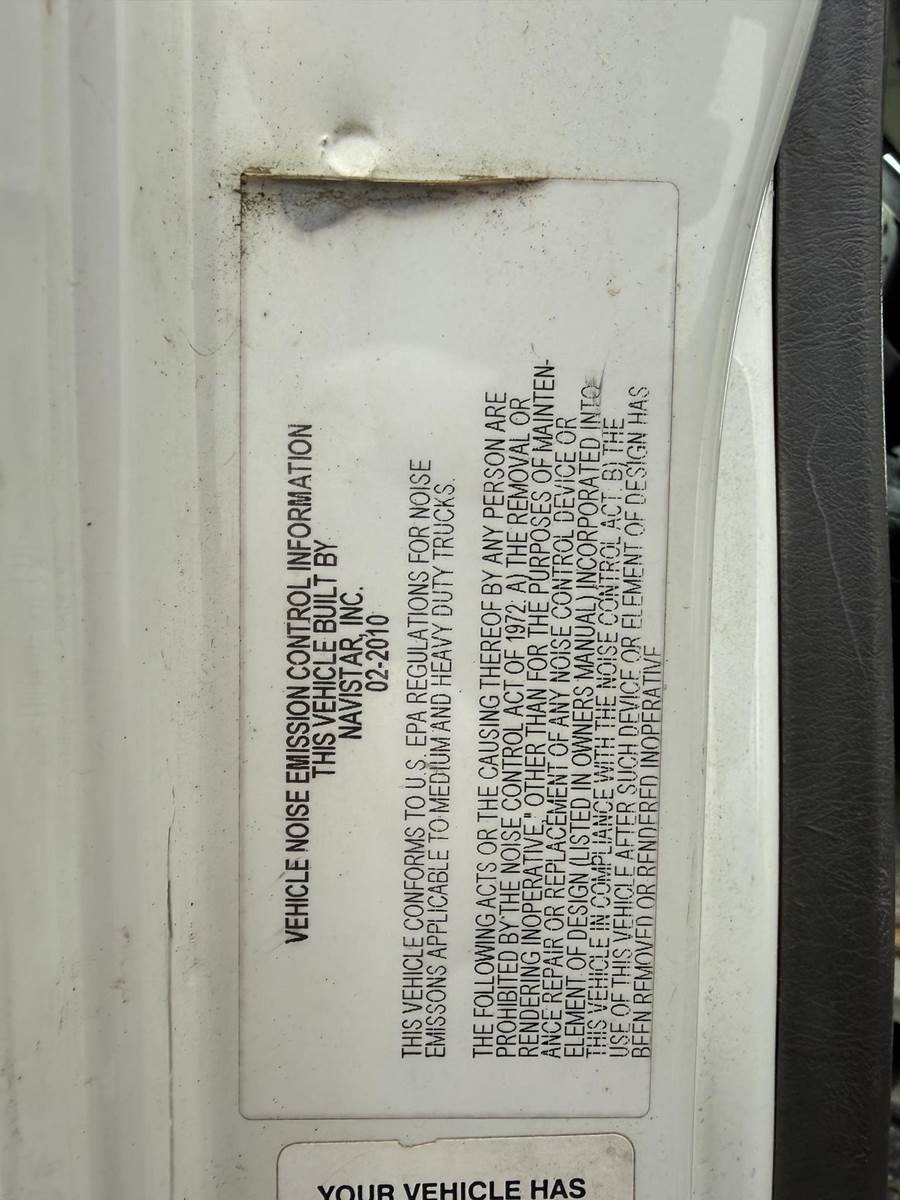 VEHICLE NOISE EMISSION CONTROL INFORMATION
THIS VEHICLE BUILT BY
NAVISTAR, INC.
02-2010
THIS VEHICLE CONFORMS TO U.S. EPA REGULATIONS FOR NOISE
EMISSONS APPLICABLE TO MEDIUM AND HEAVY DUTY TRUCKS.
THE FOLLOWING ACTS OR THE CAUSING THEREOF BY ANY PERSON ARE
PROHIBITED BY THE NOISE CONTROL ACT OF 1972. A) THE REMOVAL OR
RENDERING INOPERATIVE," OTHER THAN FOR THE PURPOSES OF MAINTEN-
ANCE REPAIR OR REPLACEMENT OF ANY NOISE CONTROL DEVICE OR
ELEMENT OF DESIGN (LISTED IN OWNERS MANUAL) INCORPORATED INTO
THIS VEHICLE IN COMPLIANCE WITH THE NOISE CONTROL ACT. B) THE
USE OF THIS VEHICLE AFTER SUCH DEVICE OR ELEMENT OF DESIGN HAS
BEEN REMOVED OR RENDERED INOPERATIVE
YOUR VEHICLE HAS